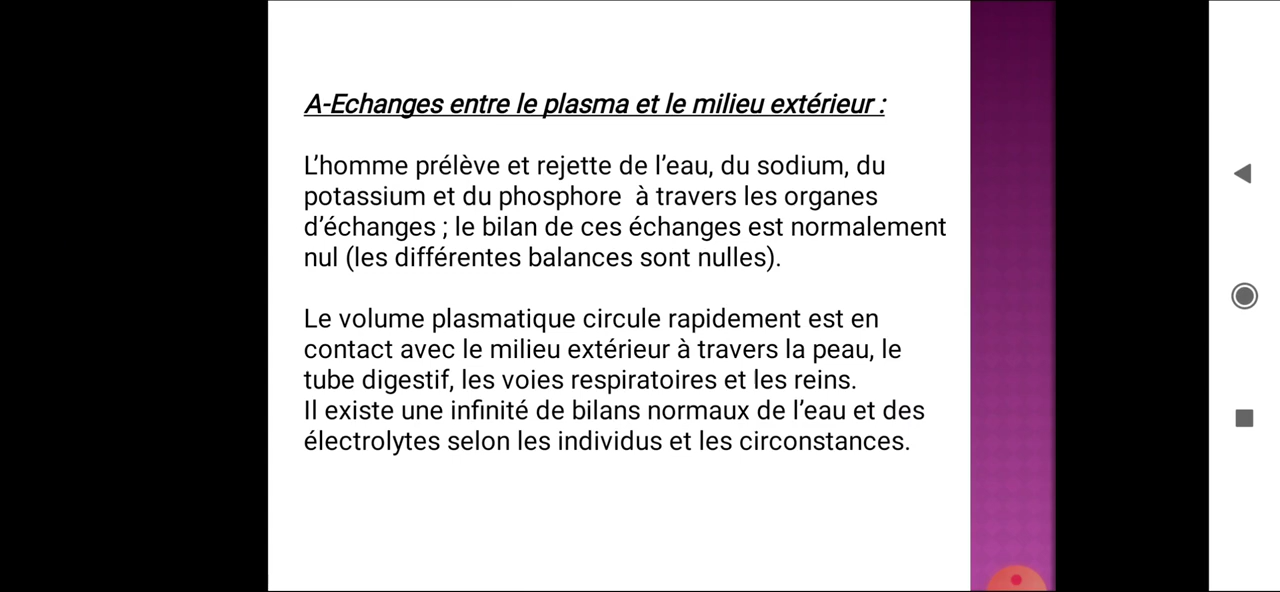 A-Echanges entre le plasma et le milieu extérieur :
L’homme prélève et rejette de l’eau, du sodium, du
potassium et du phosphore  à travers les organes
d’échanges ; le bilan de ces échanges est normalement
nul (les différentes balances sont nulles).
Le volume plasmatique circule rapidement est en
contact avec le milieu extérieur à travers la peau, le
tube digestif, les voies respiratoires et les reins.
Il existe une infinité de bilans normaux de l’eau et des
électrolytes selon les individus et les circonstances.